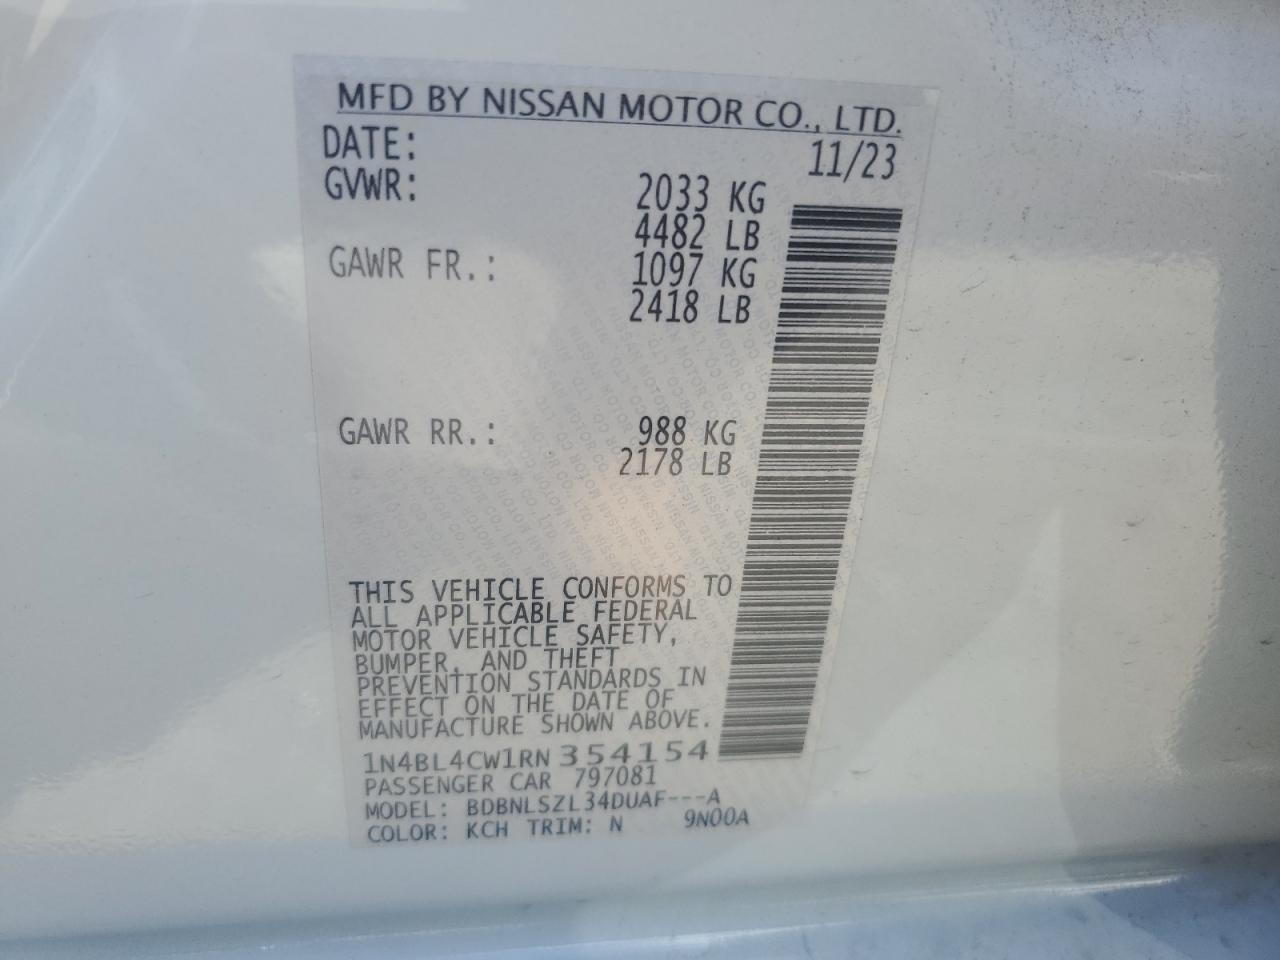 MFD BY NISSAN MOTOR CO., LTD.
DATE: 11/23
GVWR: 2033 KG
4482 LB
GAWR FR.: 1097 KG
2418 LB
GAWR RR.: 988 KG
2178 LB
THIS VEHICLE CONFORMS TO
ALL APPLICABLE FEDERAL
MOTOR VEHICLE SAFETY,
BUMPER, AND THEFT
PREVENTION STANDARDS IN
EFFECT ON THE DATE OF
MANUFACTURE SHOWN ABOVE.
1N4BL4CW1RN354154
PASSENGER CAR 797081
MODEL: BDBNLSZL34DUAF---A
COLOR: KCH TRIM: N 9N00A